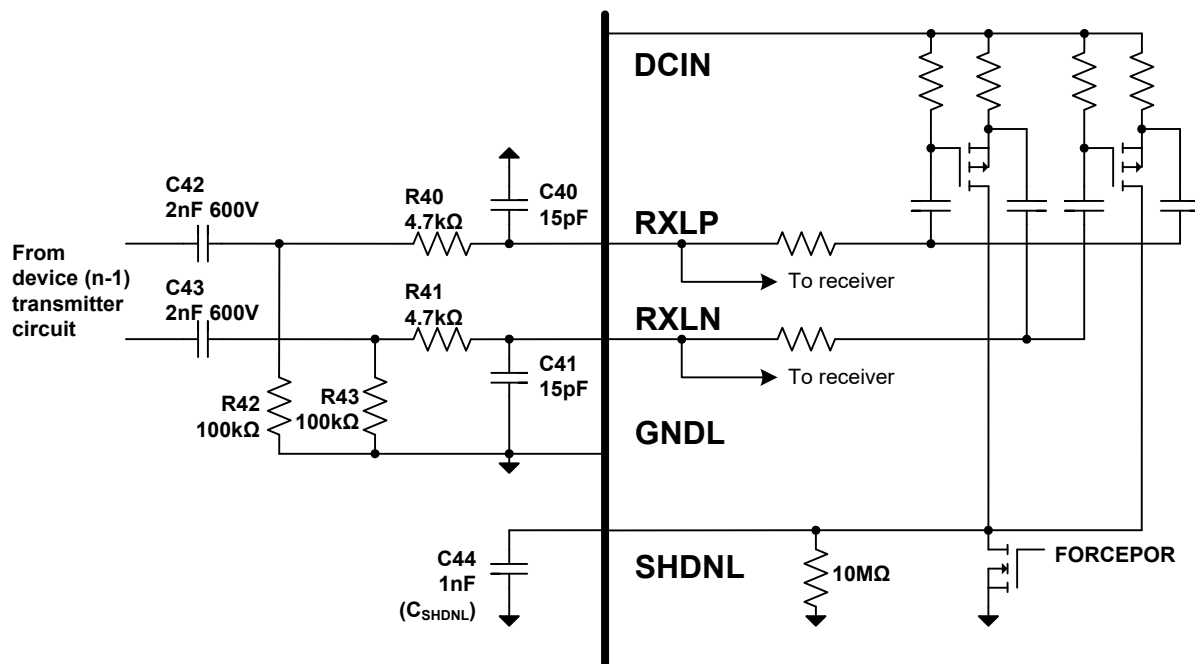 DCIN
C42
2nF 600V
R40
4.7kΩ
C40
15pF
RXLP
From
device (n-1)
transmitter
circuit
To receiver
C43
2nF 600V
R41
4.7kΩ
RXLN
C41
15pF
To receiver
R42
100kΩ
R43
100kΩ
GNDL
C44
1nF
(CSHDNL)
SHDNL
10MΩ
FORCEPOR